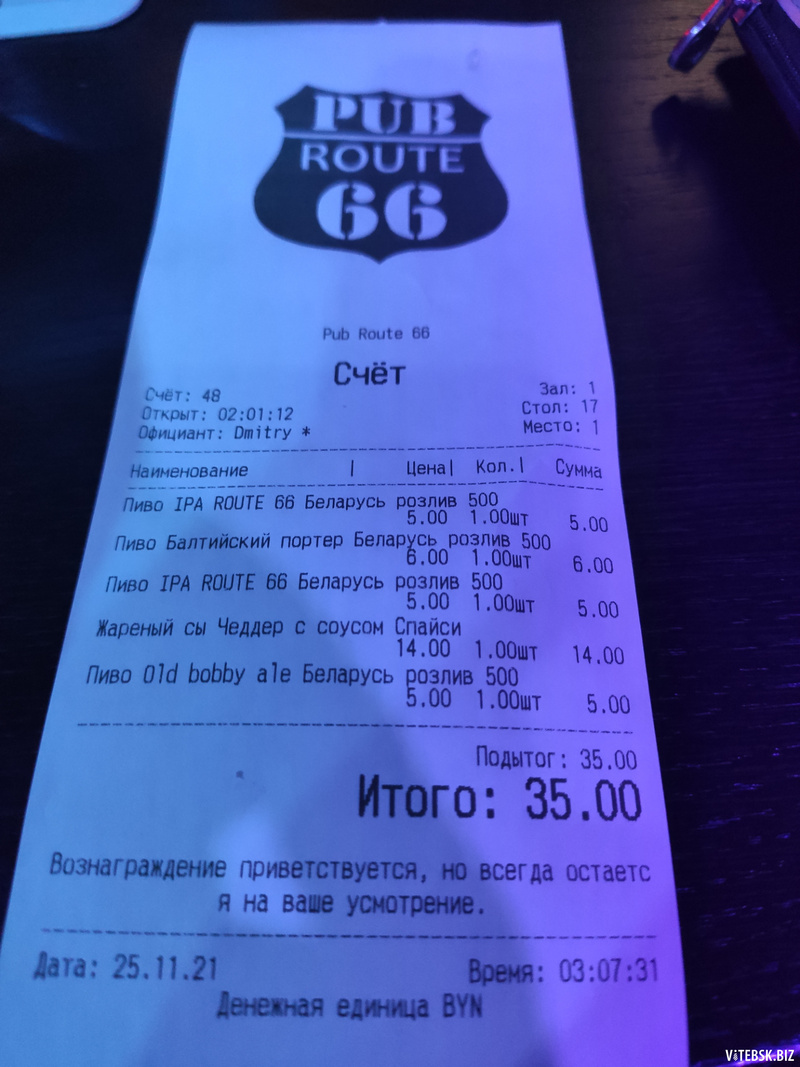 PUB
ROUTE
66
Pub Route 66
Счёт
Счёт: 48 Зал: 1
Открыт: 02:01:12 Стол: 17
Официант: Dmitry * Место: 1
Наименование | Цена| Кол.| Сумма
Пиво IPA ROUTE 66 Беларусь розлив 500
5.00 1.00шт 5.00
Пиво Балтийский портер Беларусь розлив 500
6.00 1.00шт 6.00
Пиво IPA ROUTE 66 Беларусь розлив 500
5.00 1.00шт 5.00
Жареный сы Чеддер с соусом Спайси
14.00 1.00шт 14.00
Пиво Old bobby ale Беларусь розлив 500
5.00 1.00шт 5.00
Подытог: 35.00
Итого: 35.00
Вознаграждение приветствуется, но всегда остаетс
я на ваше усмотрение.
Дата: 25.11.21 Время: 03:07:31
Денежная единица BYN
ViTEBSK.BIZ